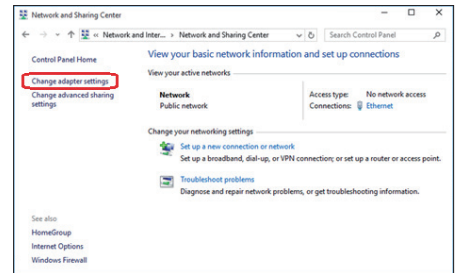 Network and Sharing Center
« Network and Inter... › Network and Sharing Center
Search Control Panel
Control Panel Home
Change adapter settings
Change advanced sharing
settings
View your basic network information and set up connections
View your active networks
Network
Public network
Access type: No network access
Connections: Ethernet
Change your networking settings
Set up a new connection or network
Set up a broadband, dial-up, or VPN connection; or set up a router or access point.
Troubleshoot problems
Diagnose and repair network problems, or get troubleshooting information.
See also
HomeGroup
Internet Options
Windows Firewall